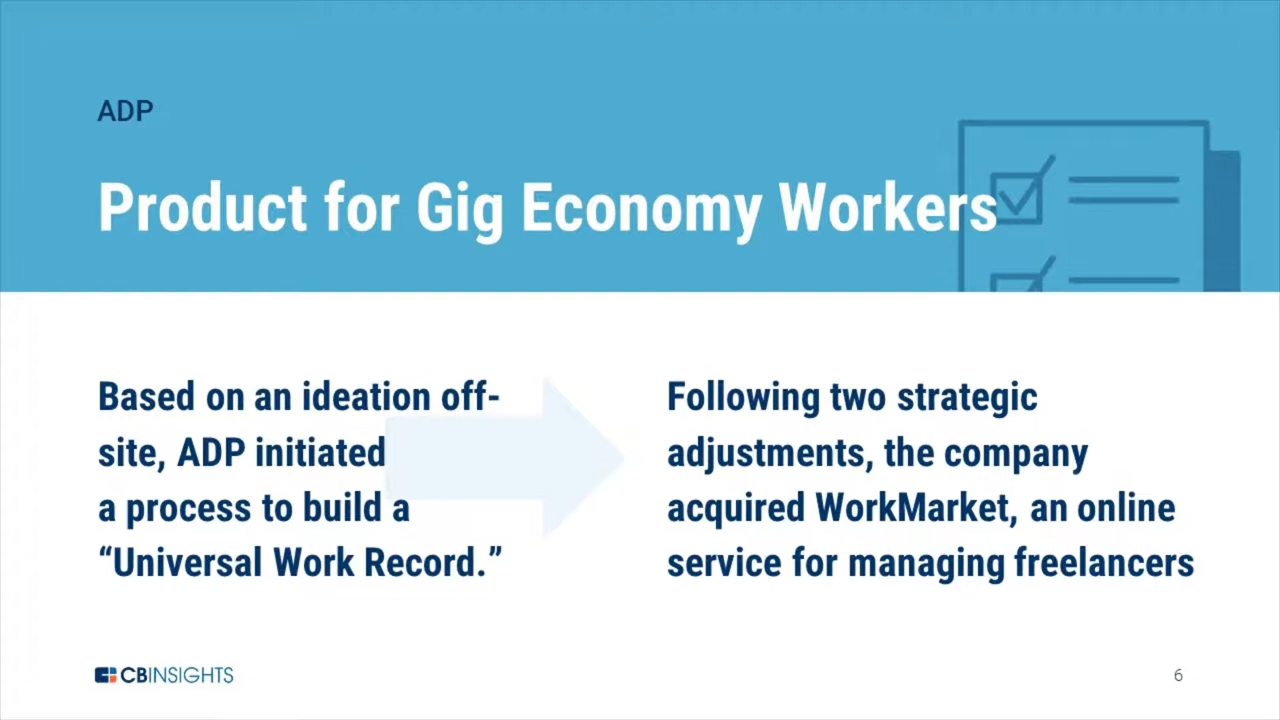 ADP
Product for Gig Economy Workers
Based on an ideation off-
site, ADP initiated
a process to build a
“Universal Work Record.”
Following two strategic
adjustments, the company
acquired WorkMarket, an online
service for managing freelancers
CBINSIGHTS
6